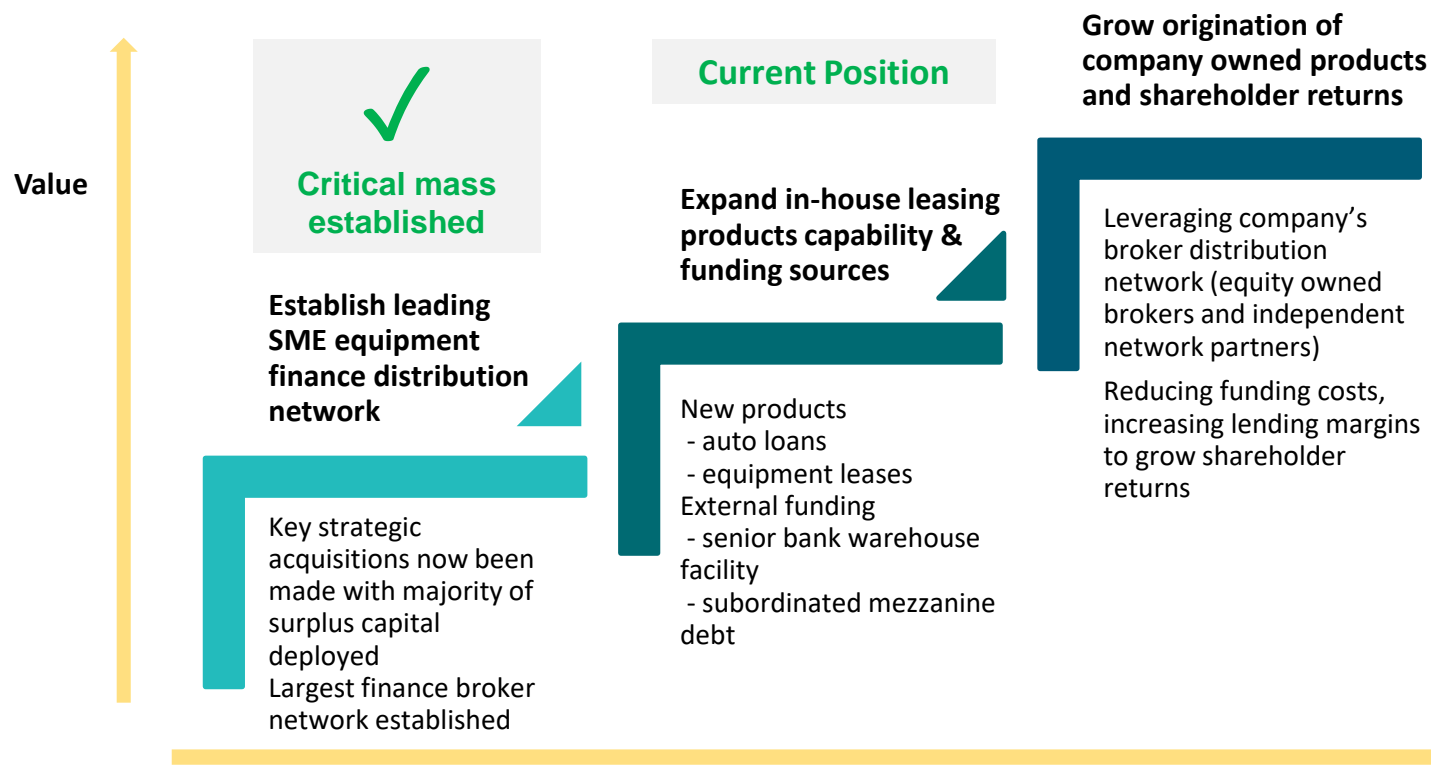 Value
Critical mass
established
Establish leading
SME equipment
finance distribution
network
Key strategic
acquisitions now been
made with majority of
surplus capital
deployed
Largest finance broker
network established
Current Position
Expand in-house leasing
products capability &
funding sources
New products
- auto loans
- equipment leases
External funding
- senior bank warehouse
facility
- subordinated mezzanine
debt
Grow origination of
company owned products
and shareholder returns
Leveraging company’s
broker distribution
network (equity owned
brokers and independent
network partners)
Reducing funding costs,
increasing lending margins
to grow shareholder
returns